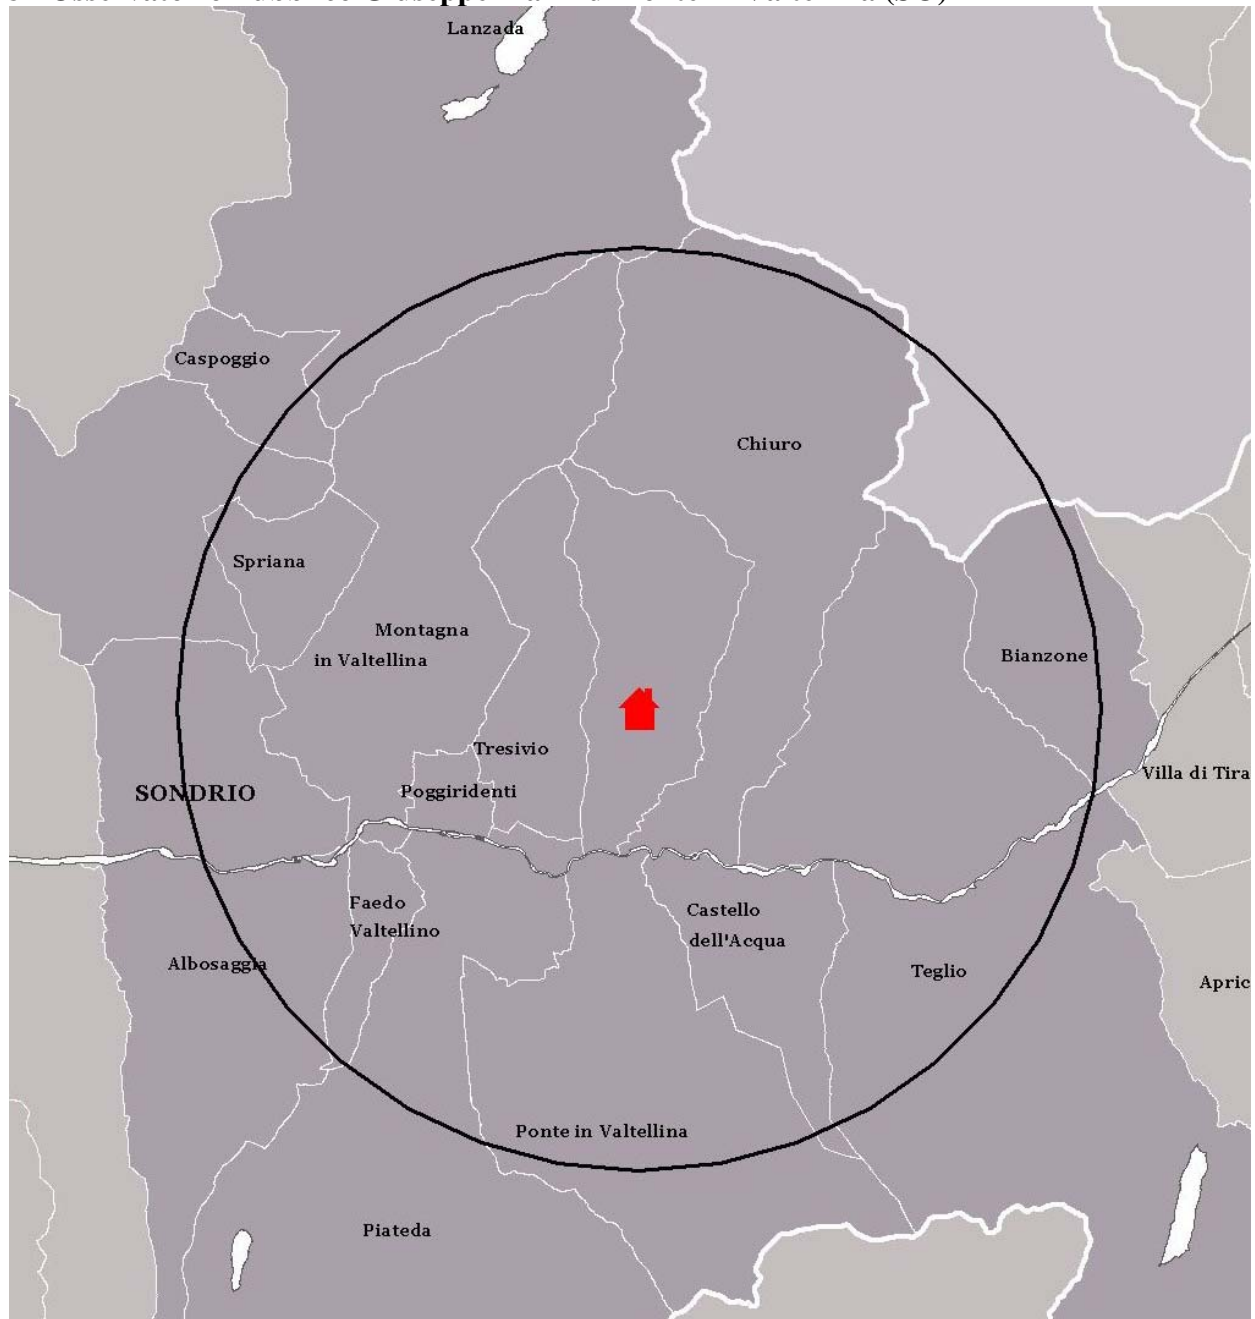 Lanzada
Caspoggio
Chiuro
Spriana
Montagna
in Valtellina
Bianzone
Tresivio
Villa di Tira
Poggiridenti
SONDRIO
Faedo
Valtellino
Castello
dell'Acqua
Albosaggia
Teglio
Apric
Ponte in Valtellina
Piateda